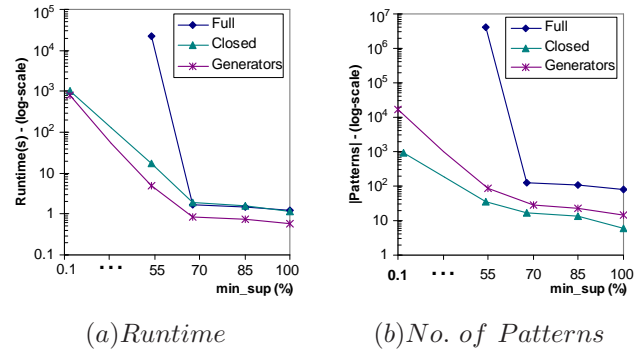 10^5
10^4
10^3
10^2
10
1
0.1
Runtime(s) - (log-scale)
Full
Closed
Generators
0.1 ... 55 70 85 100
min_sup (%)
(a)Runtime
10^7
10^6
10^5
10^4
10^3
10^2
10
1
|Patterns| - (log-scale)
Full
Closed
Generators
0.1 ... 55 70 85 100
min_sup (%)
(b)No. of Patterns